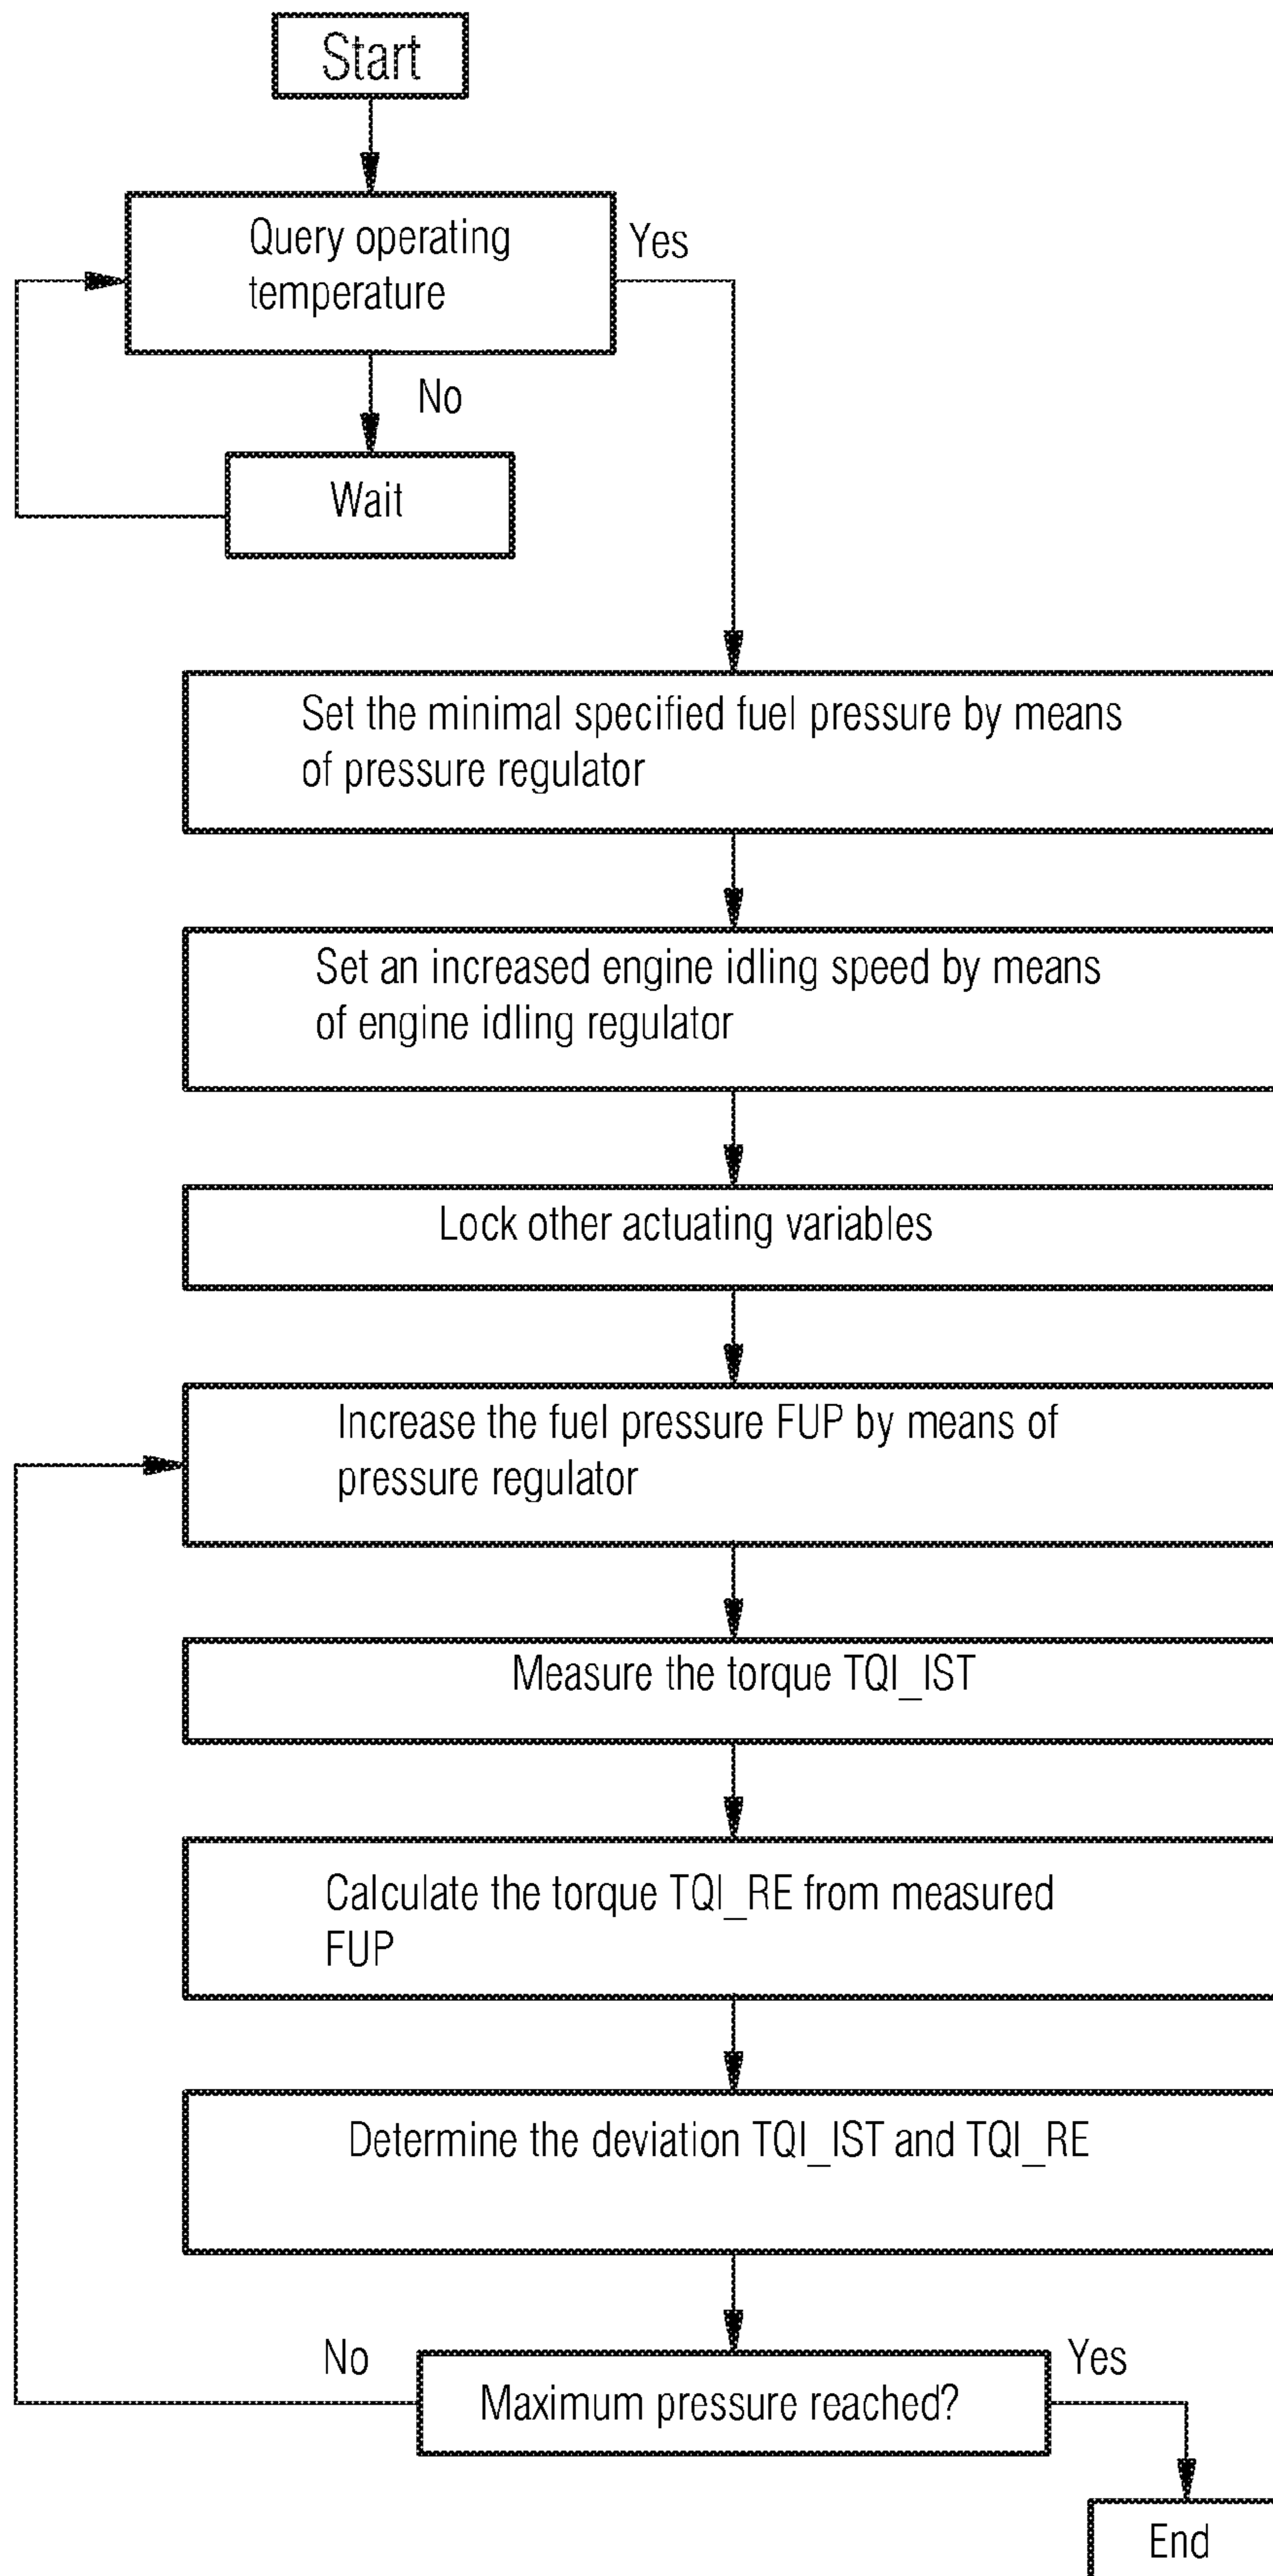 Start
Query operating
temperature
Yes
No
Wait
Set the minimal specified fuel pressure by means
of pressure regulator
Set an increased engine idling speed by means
of engine idling regulator
Lock other actuating variables
Increase the fuel pressure FUP by means of
pressure regulator
Measure the torque TQI_IST
Calculate the torque TQI_RE from measured
FUP
Determine the deviation TQI_IST and TQI_RE
No
Yes
Maximum pressure reached?
End